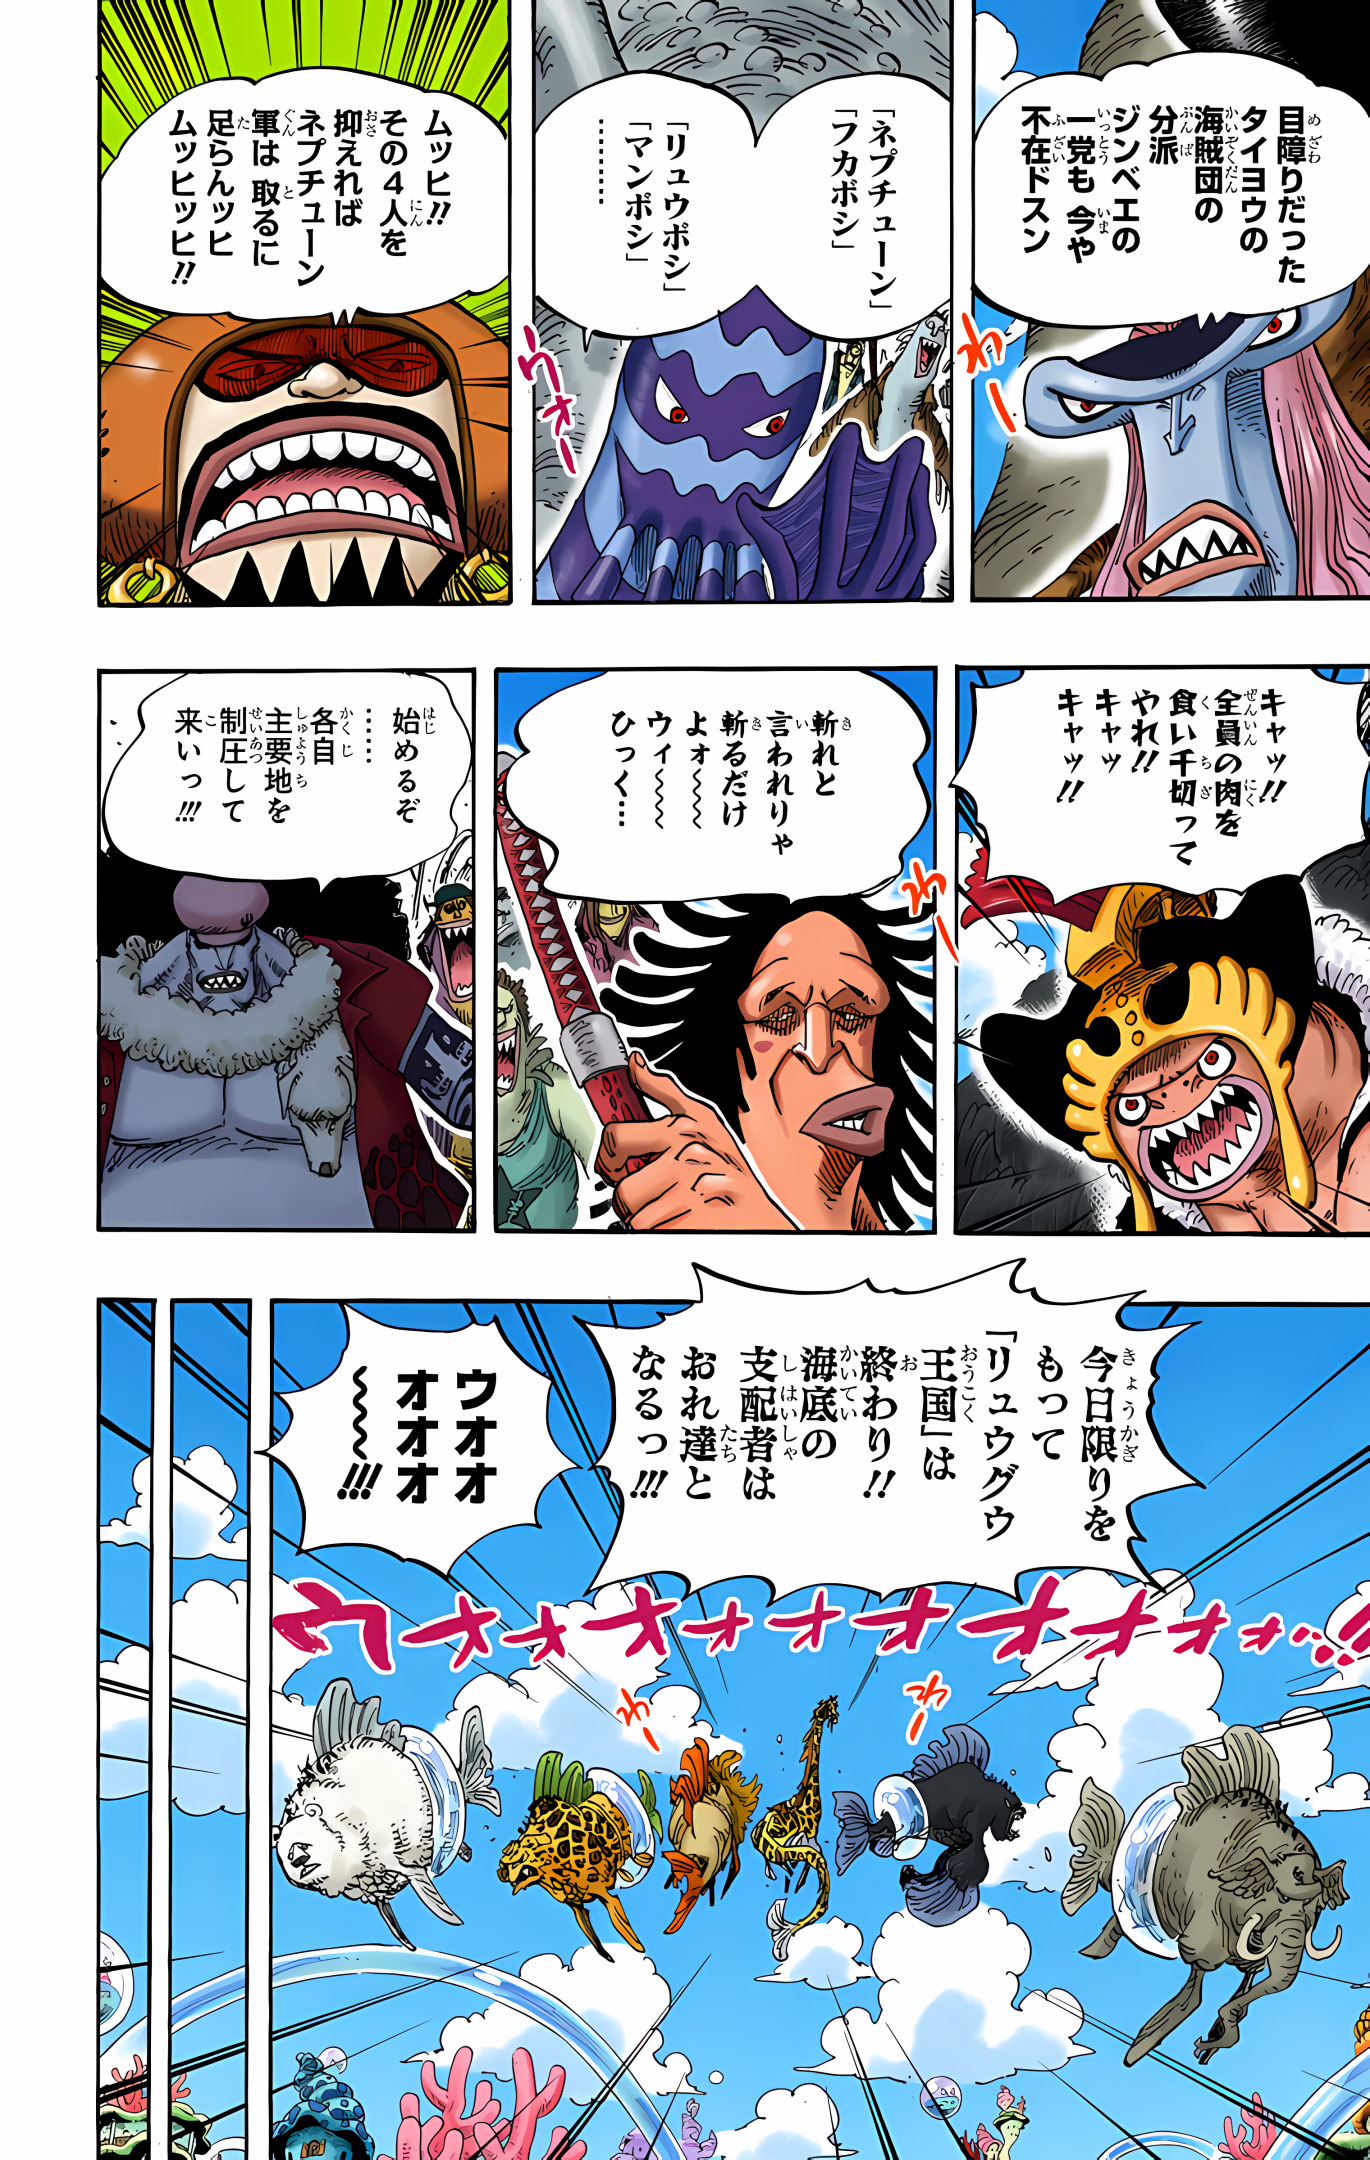 目障りだった
タイヨウの
海賊団の
分派
ジンベエの
一党も 今や
不在ドスン
わー
「ネプチューン」
「フカボシ」
「リュウボシ」
「マンボシ」
………
ウォー
ムッヒ!!
その4人を
抑えれば
ネプチューン
軍は 取るに
足らんッヒ
ムッヒッヒ!!
キャッ!!
全員の肉を
食い千切って
やれ!!
キャッ
キャッ!!
わー
斬れと
言われりゃ
斬るだけ
よォ〜〜
ウィ〜〜
ひっく…
始めるぞ
……
各自
主要地を
制圧して
来いっ!!!
今日限りを
もって
「リュウグウ
王国」は
終わり!!
海底の
支配者は
おれ達と
なるっ!!!
ウオオ
オオオ
〜〜!!!
ウオオオオオオオオオオオオ…!!!
わー
わー